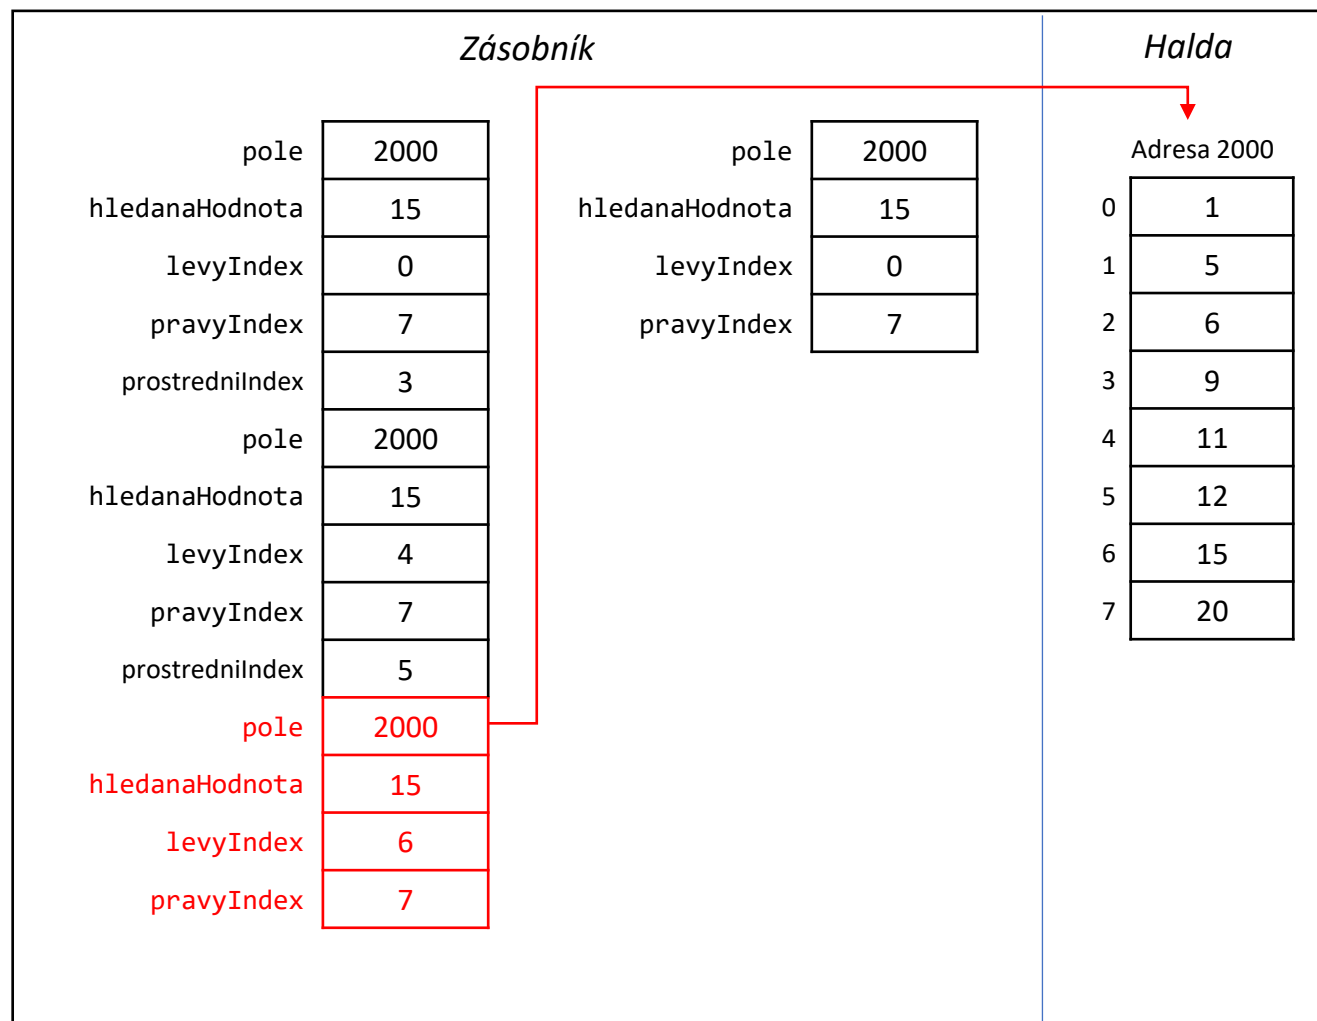 Zásobník
Halda
pole 2000
hledanaHodnota 15
levyIndex 0
pravyIndex 7
prostredniIndex 3
pole 2000
hledanaHodnota 15
levyIndex 4
pravyIndex 7
prostredniIndex 5
pole 2000
hledanaHodnota 15
levyIndex 6
pravyIndex 7
pole 2000
hledanaHodnota 15
levyIndex 0
pravyIndex 7
Adresa 2000
0 1
1 5
2 6
3 9
4 11
5 12
6 15
7 20